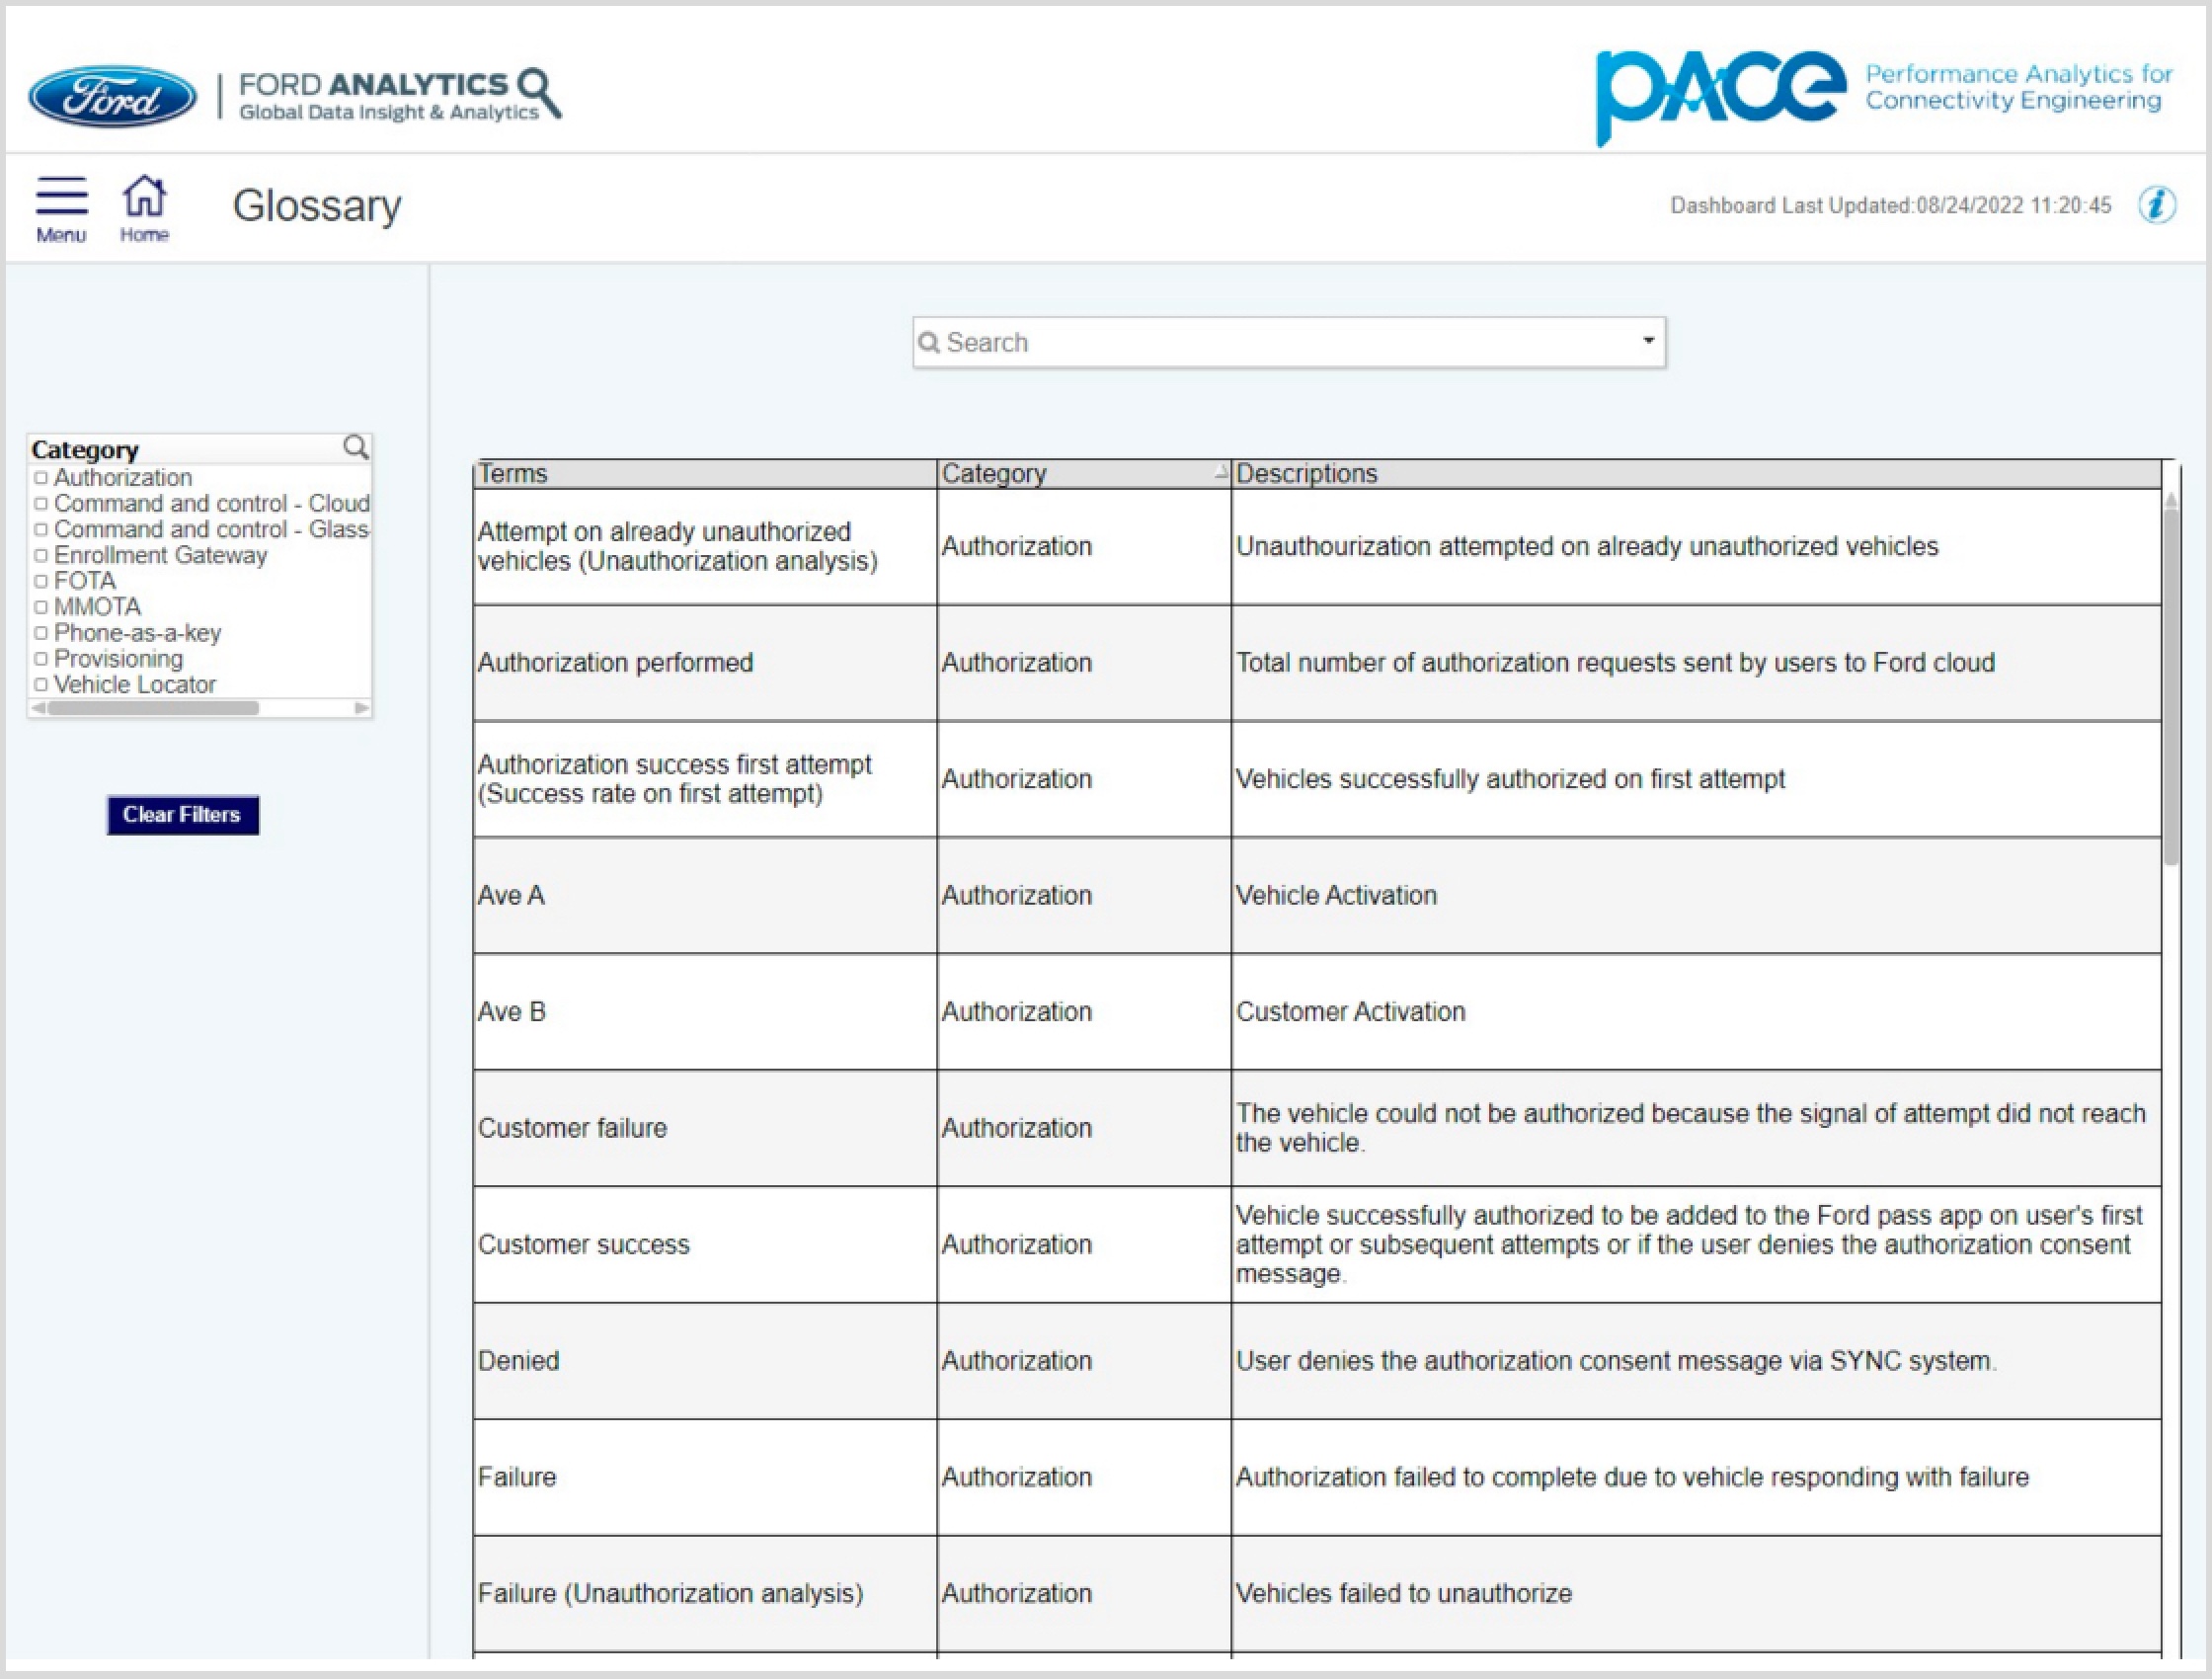 Ford
FORD ANALYTICS
Global Data Insight & Analytics
pACe
Performance Analytics for
Connectivity Engineering
Menu
Home
Glossary
Dashboard Last Updated:08/24/2022 11:20:45
i
Search
Category
Authorization
Command and control - Cloud
Command and control - Glass
Enrollment Gateway
FOTA
MMOTA
Phone-as-a-key
Provisioning
Vehicle Locator
Clear Filters
Terms Category Descriptions
Attempt on already unauthorized
vehicles (Unauthorization analysis)
Authorization
Unauthourization attempted on already unauthorized vehicles
Authorization performed
Authorization
Total number of authorization requests sent by users to Ford cloud
Authorization success first attempt
(Success rate on first attempt)
Authorization
Vehicles successfully authorized on first attempt
Ave A
Authorization
Vehicle Activation
Ave B
Authorization
Customer Activation
Customer failure
Authorization
The vehicle could not be authorized because the signal of attempt did not reach
the vehicle.
Customer success
Authorization
Vehicle successfully authorized to be added to the Ford pass app on user's first
attempt or subsequent attempts or if the user denies the authorization consent
message.
Denied
Authorization
User denies the authorization consent message via SYNC system.
Failure
Authorization
Authorization failed to complete due to vehicle responding with failure
Failure (Unauthorization analysis)
Authorization
Vehicles failed to unauthorize